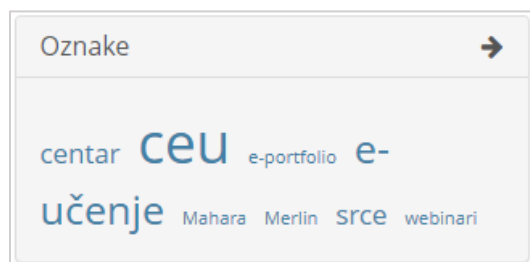 Oznake
centar ceu e-portfolio e-
učenje Mahara Merlin srce webinari